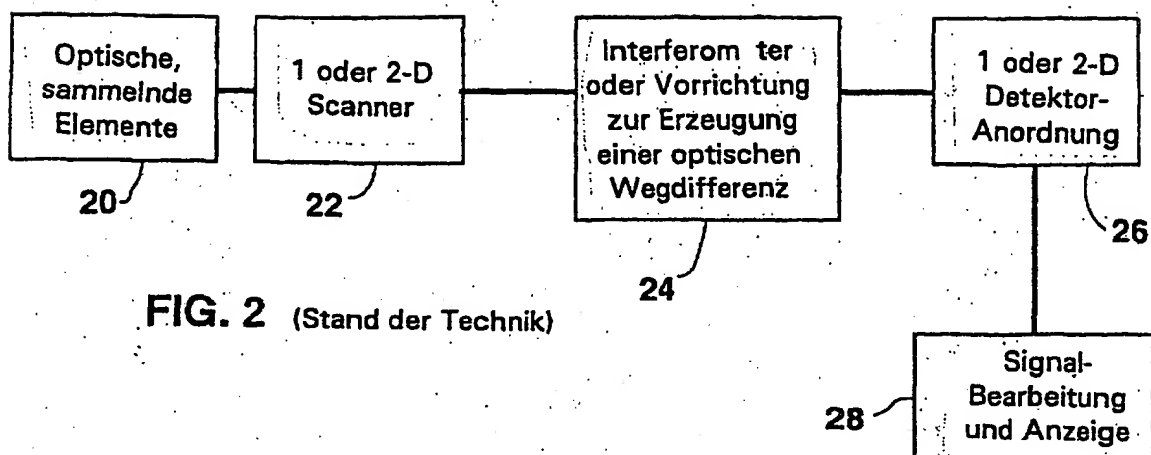 Optische,
sammelnde
Elemente
20
1 oder 2-D
Scanner
22
Interferom ter
oder Vorrichtung
zur Erzeugung
einer optischen
Wegdifferenz
24
1 oder 2-D
Detektor-
Anordnung
26
Signal-
Bearbeitung
und Anzeige
28
FIG. 2 (Stand der Technik)